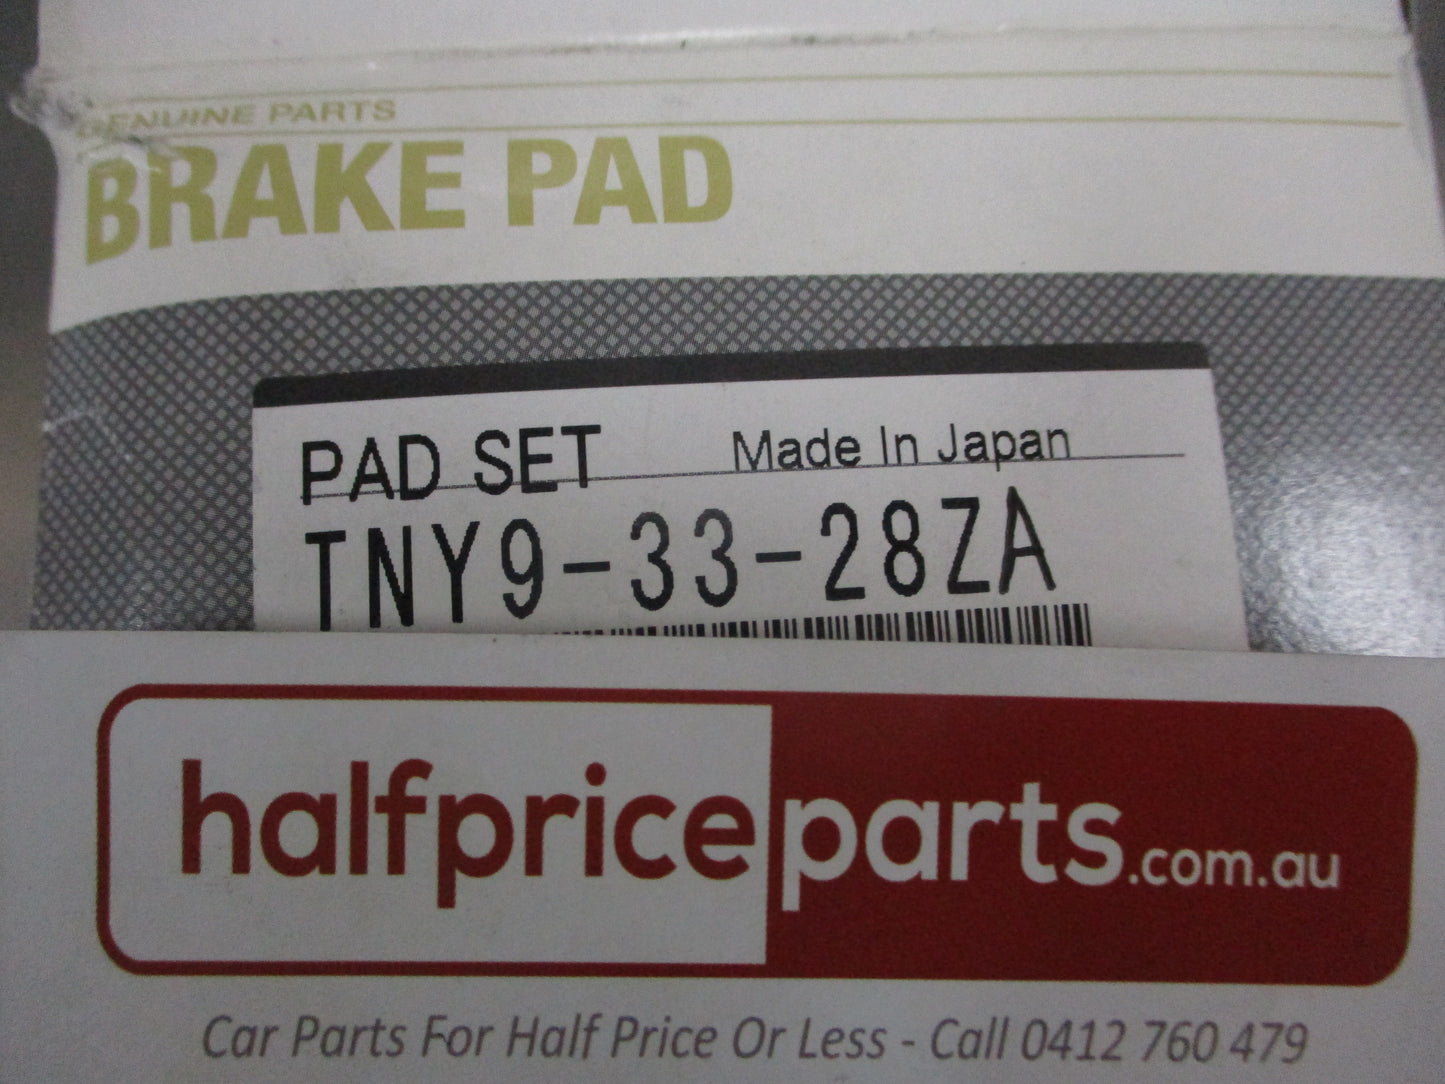 GENUINE PARTS
BRAKE PAD
PAD SET Made In Japan
TNY9-33-28ZA
halfpriceparts.com.au
Car Parts For Half Price Or Less - Call 0412 760 479